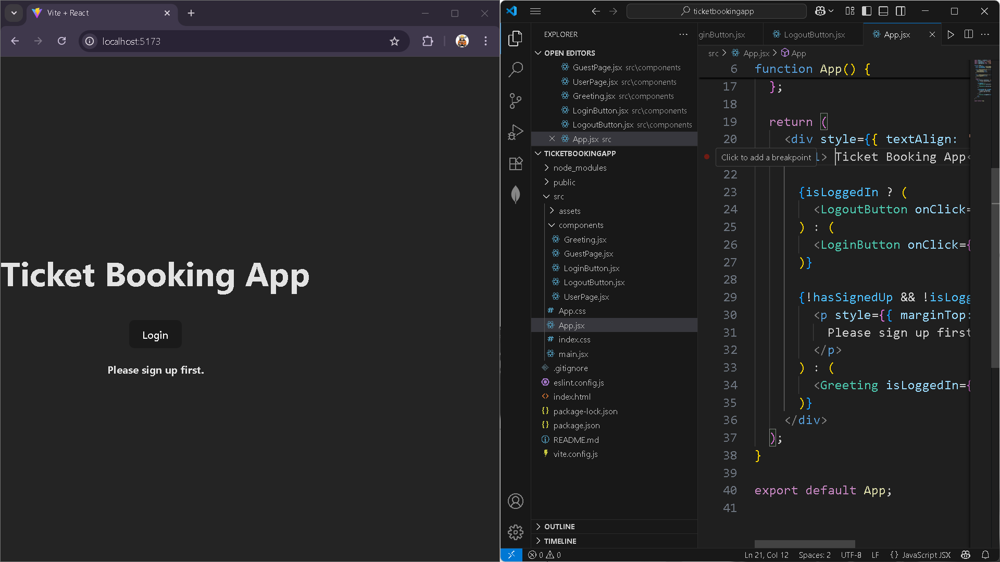 Vite + React
localhost:5173
Ticket Booking App
Login
Please sign up first.
ticketbookingapp
EXPLORER
OPEN EDITORS
GuestPage.jsx src\components
UserPage.jsx src\components
Greeting.jsx src\components
LoginButton.jsx src\components
LogoutButton.jsx src\components
App.jsx src
TICKETBOOKINGAPP
node_modules
public
src
assets
components
Greeting.jsx
GuestPage.jsx
LoginButton.jsx
LogoutButton.jsx
UserPage.jsx
# App.css
App.jsx
# index.css
main.jsx
.gitignore
eslint.config.js
<> index.html
{} package-lock.json
{} package.json
README.md
vite.config.js
OUTLINE
TIMELINE
ginButton.jsx LogoutButton.jsx App.jsx
src > App.jsx > App
6 function App() {
17 };
18
19 return (
20 <div style={{ textAlign: '
Click to add a breakpoint > Ticket Booking App<
22
23 {isLoggedIn ? (
24 <LogoutButton onClick=
25 ) : (
26 <LoginButton onClick={
27 )}
28
29 {!hasSignedUp && !isLogg
30 <p style={{ marginTop:
31 Please sign up first
32 </p>
33 ) : (
34 <Greeting isLoggedIn={
35 )}
36 </div>
37 );
38 }
39
40 export default App;
41
0 0 Ln 21, Col 12 Spaces: 2 UTF-8 LF {} JavaScript JSX